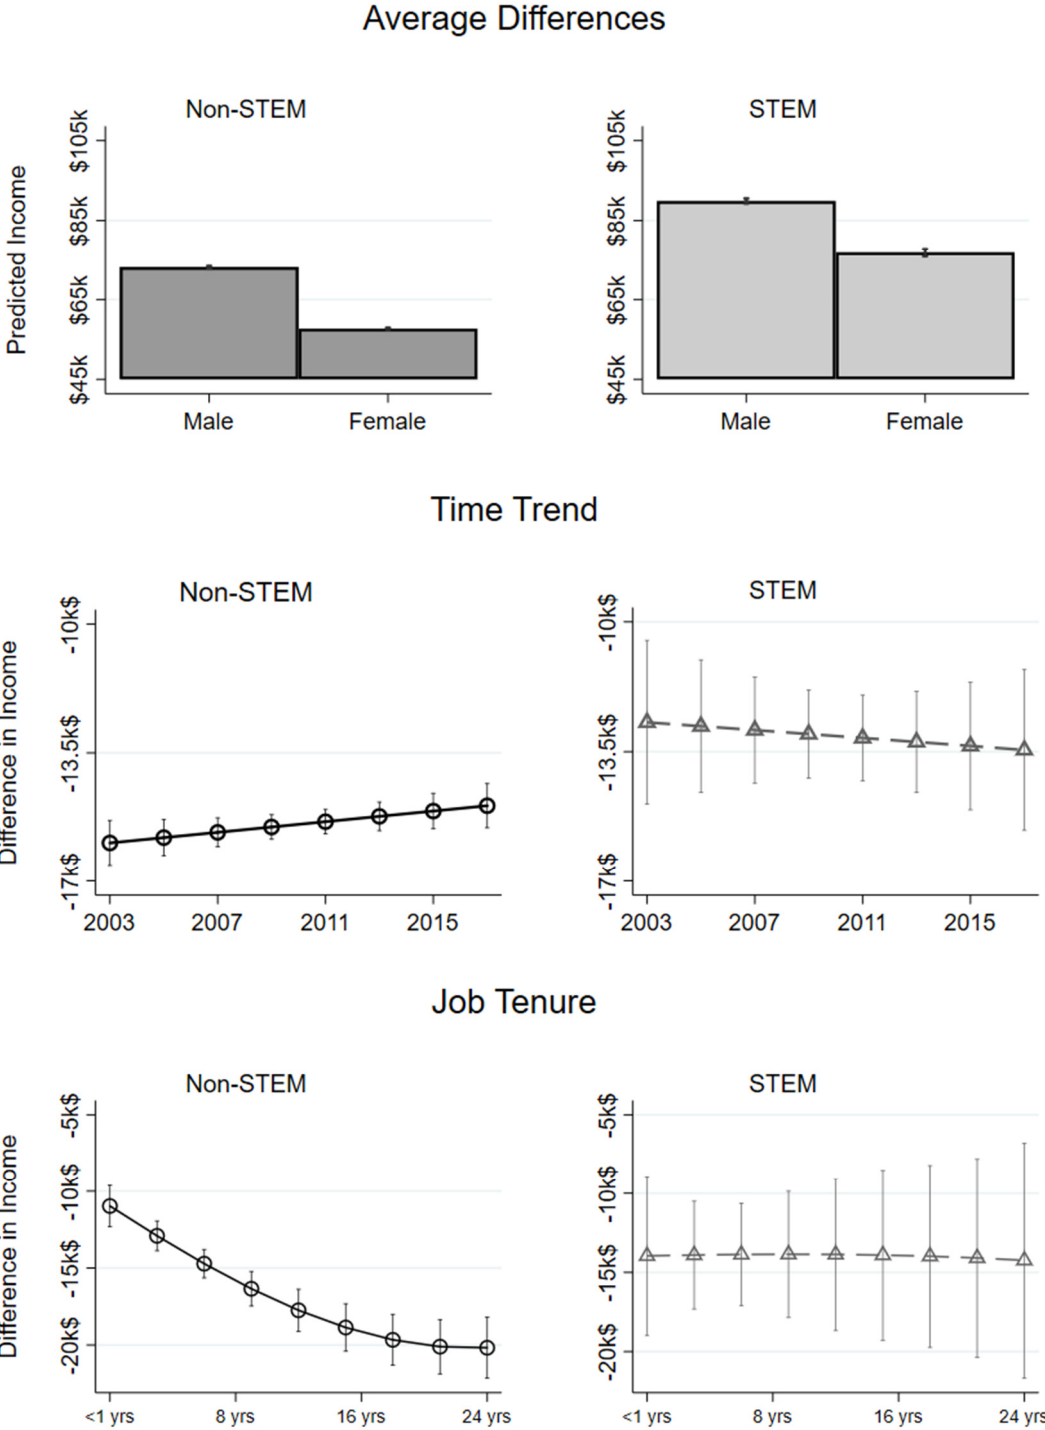 Average Differences
Non-STEM
STEM
Predicted Income
$105k
$85k
$65k
$45k
Male
Female
$105k
$85k
$65k
$45k
Male
Female
Time Trend
Non-STEM
STEM
Difference in Income
-10k$
-13.5k$
-17k$
2003
2007
2011
2015
-10k$
-13.5k$
-17k$
2003
2007
2011
2015
Job Tenure
Non-STEM
STEM
Difference in Income
-5k$
-10k$
-15k$
-20k$
<1 yrs
8 yrs
16 yrs
24 yrs
-5k$
-10k$
-15k$
-20k$
<1 yrs
8 yrs
16 yrs
24 yrs